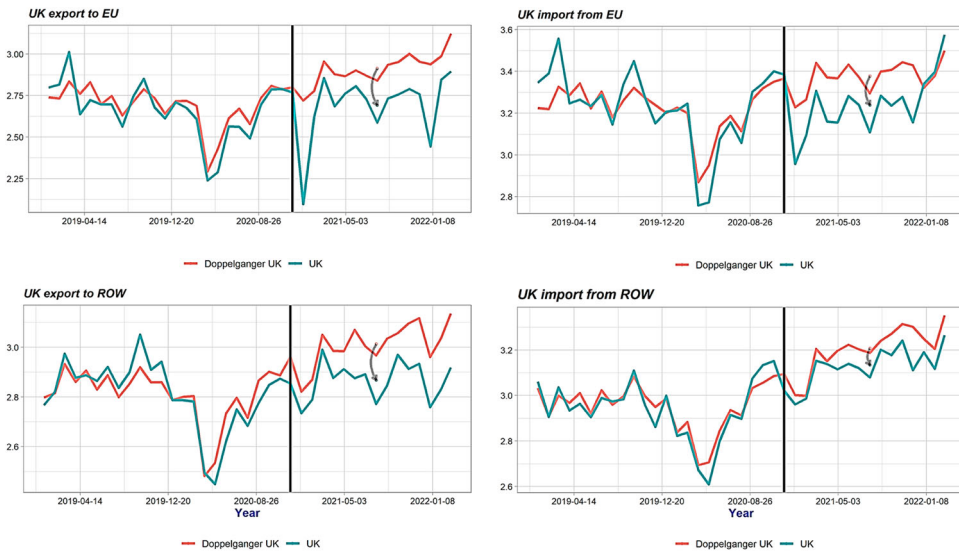 UK export to EU
3.00
2.75
2.50
2.25
2019-04-14 2019-12-20 2020-08-26 2021-05-03 2022-01-08
Doppelganger UK UK
UK import from EU
3.6
3.4
3.2
3.0
2.8
2019-04-14 2019-12-20 2020-08-26 2021-05-03 2022-01-08
Doppelganger UK UK
UK export to ROW
3.0
2.8
2.6
2019-04-14 2019-12-20 2020-08-26 2021-05-03 2022-01-08
Year
Doppelganger UK UK
UK import from ROW
3.2
3.0
2.8
2.6
2019-04-14 2019-12-20 2020-08-26 2021-05-03 2022-01-08
Year
Doppelganger UK UK